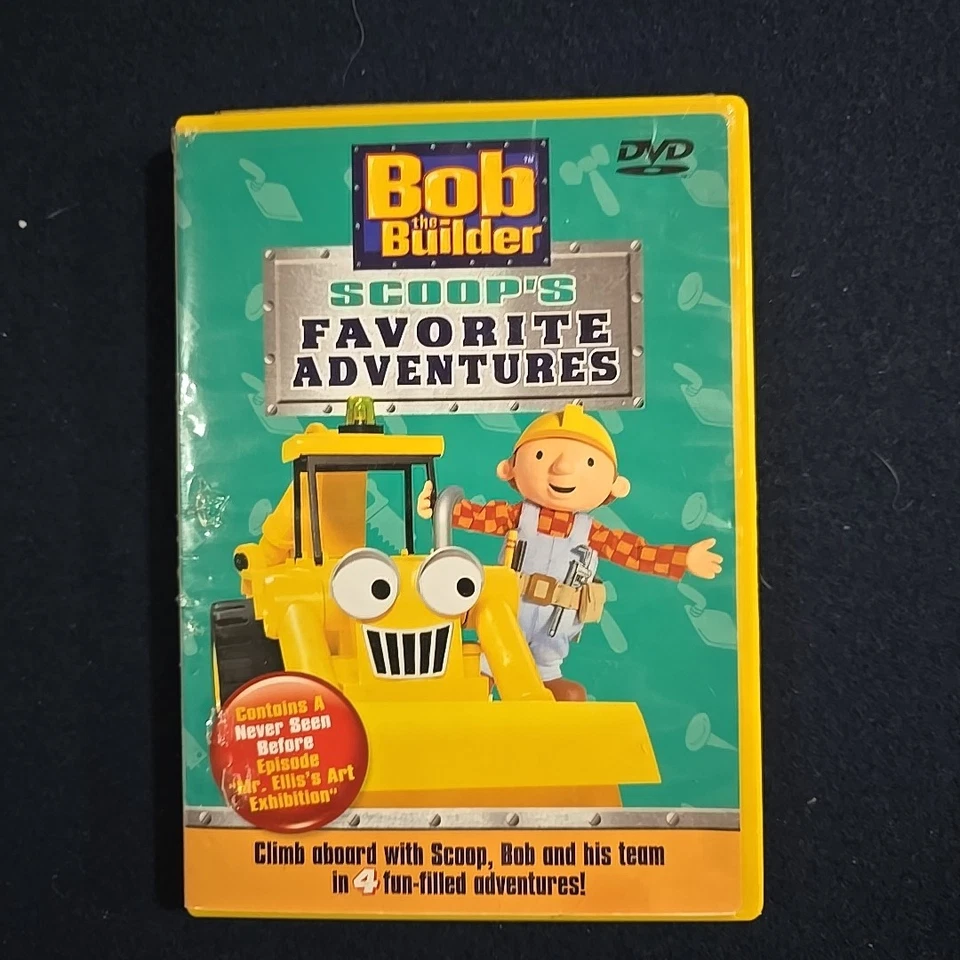 Bob
the
Builder™
DVD
SCOOP'S
FAVORITE
ADVENTURES
Contains A
Never Seen
Before
Episode
"Mr. Ellis's Art
Exhibition"
Climb aboard with Scoop, Bob and his team
in 4 fun-filled adventures!